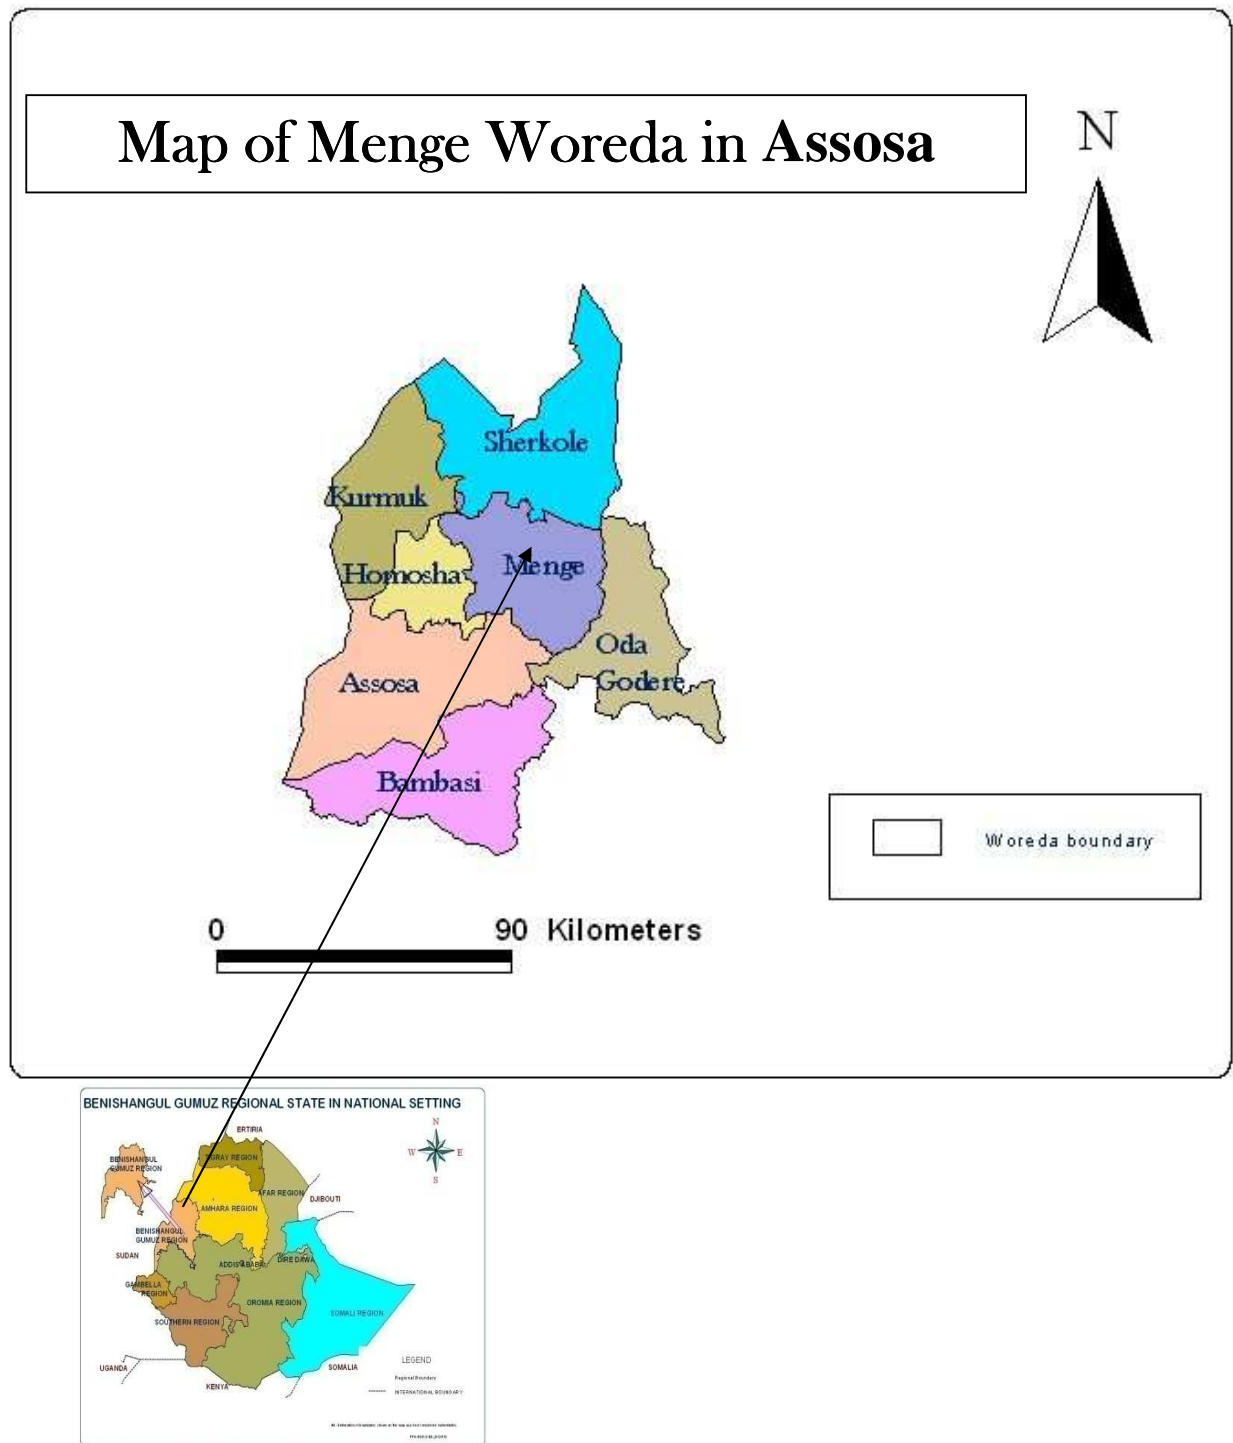 Map of Menge Woreda in Assosa
N
Sherkole
Kurmuk
Menge
Homosha
Oda
Godere
Assosa
Bambasi
Woreda boundary
0 90 Kilometers
BENISHANGUL GUMUZ REGIONAL STATE IN NATIONAL SETTING
ERTIRIA
N
W E
S
TIGRAY REGION
BENISHANGUL
GUMUZ REGION
AFAR REGION
DJIBOUTI
AMHARA REGION
BENISHANGUL
GUMUZ REGION
SUDAN
ADDIS ABABA
DIRE DAWA
GAMBELLA
REGION
OROMIA REGION
SOMALI REGION
SOUTHERN REGION
UGANDA
SOMALIA
KENYA
LEGEND
Regional Boundary
INTERNATIONAL BOUNDARY